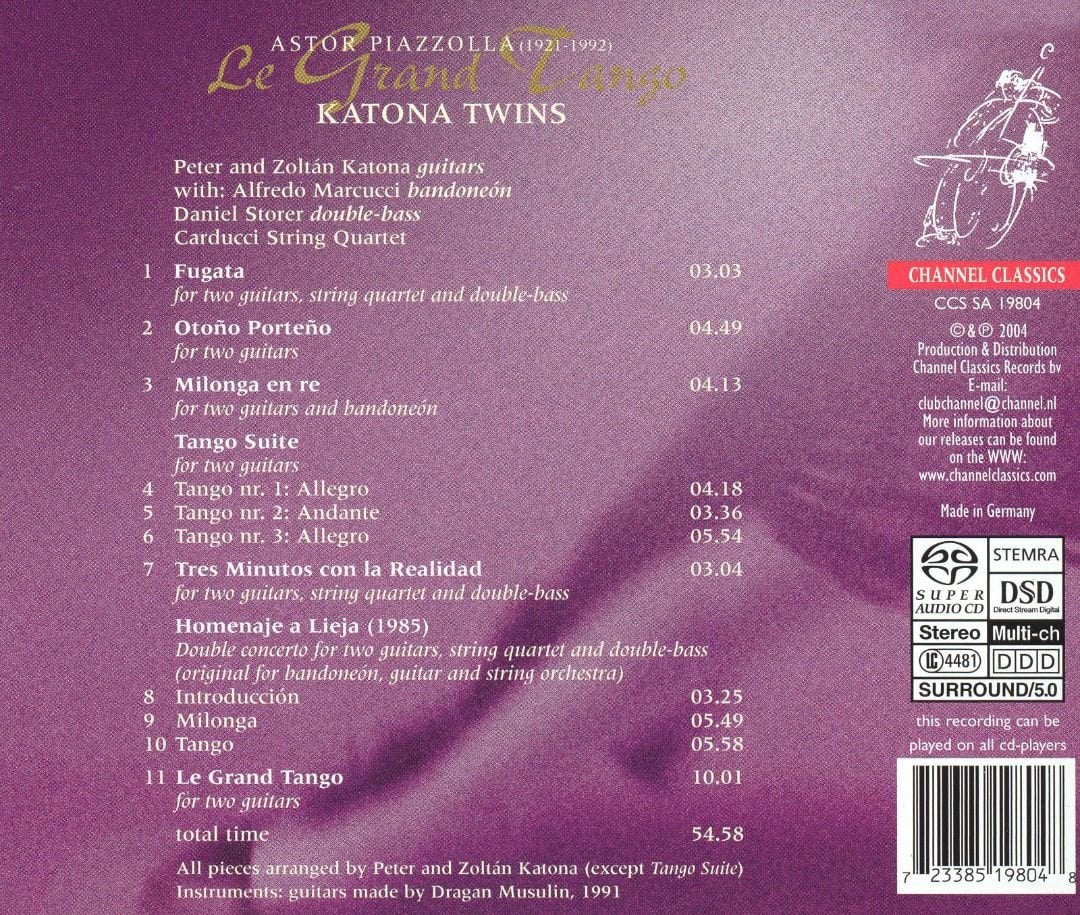 ASTOR PIAZZOLLA (1921-1992)
Le Grand Tango
KATONA TWINS
Peter and Zoltán Katona guitars
with: Alfredo Marcucci bandoneón
Daniel Storer double-bass
Carducci String Quartet
1 Fugata 03.03
for two guitars, string quartet and double-bass
2 Otoño Porteño 04.49
for two guitars
3 Milonga en re 04.13
for two guitars and bandoneón
Tango Suite
for two guitars
4 Tango nr. 1: Allegro 04.18
5 Tango nr. 2: Andante 03.36
6 Tango nr. 3: Allegro 05.54
7 Tres Minutos con la Realidad 03.04
for two guitars, string quartet and double-bass
Homenaje a Lieja (1985)
Double concerto for two guitars, string quartet and double-bass
(original for bandoneón, guitar and string orchestra)
8 Introducción 03.25
9 Milonga 05.49
10 Tango 05.58
11 Le Grand Tango 10.01
for two guitars
total time 54.58
All pieces arranged by Peter and Zoltán Katona (except Tango Suite)
Instruments: guitars made by Dragan Musulin, 1991
CHANNEL CLASSICS
CCS SA 19804
© & ℗ 2004
Production & Distribution
Channel Classics Records bv
E-mail:
clubchannel@channel.nl
More information about
our releases can be found
on the WWW:
www.channelclassics.com
Made in Germany
SUPER AUDIO CD
STEMRA
DSD
Direct Stream Digital
Stereo Multi-ch
LC 4481 DDD
SURROUND/5.0
this recording can be
played on all cd-players
7 23385 19804 8